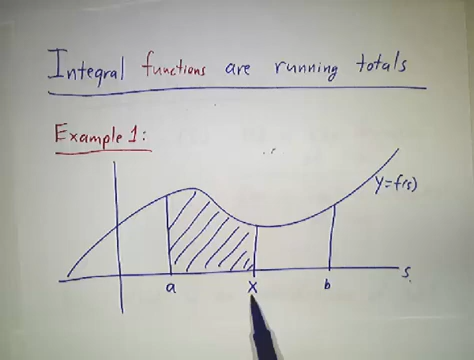 Integral functions are running totals
Example 1:
y=f(s)
s
a
x
b